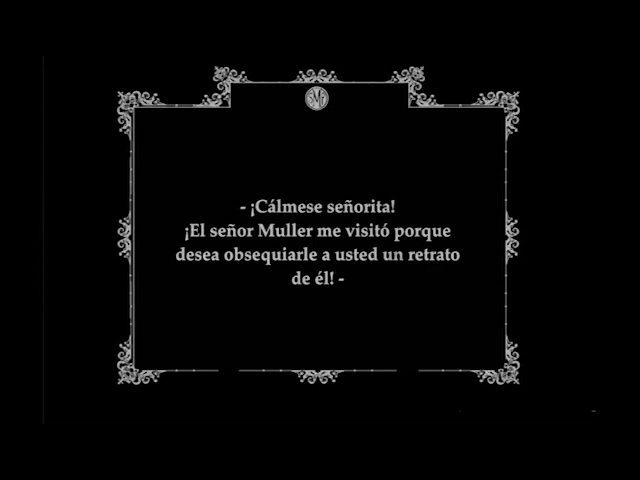 - ¡Cálmese señorita!
¡El señor Muller me visitó porque
desea obsequiarle a usted un retrato
de él! -